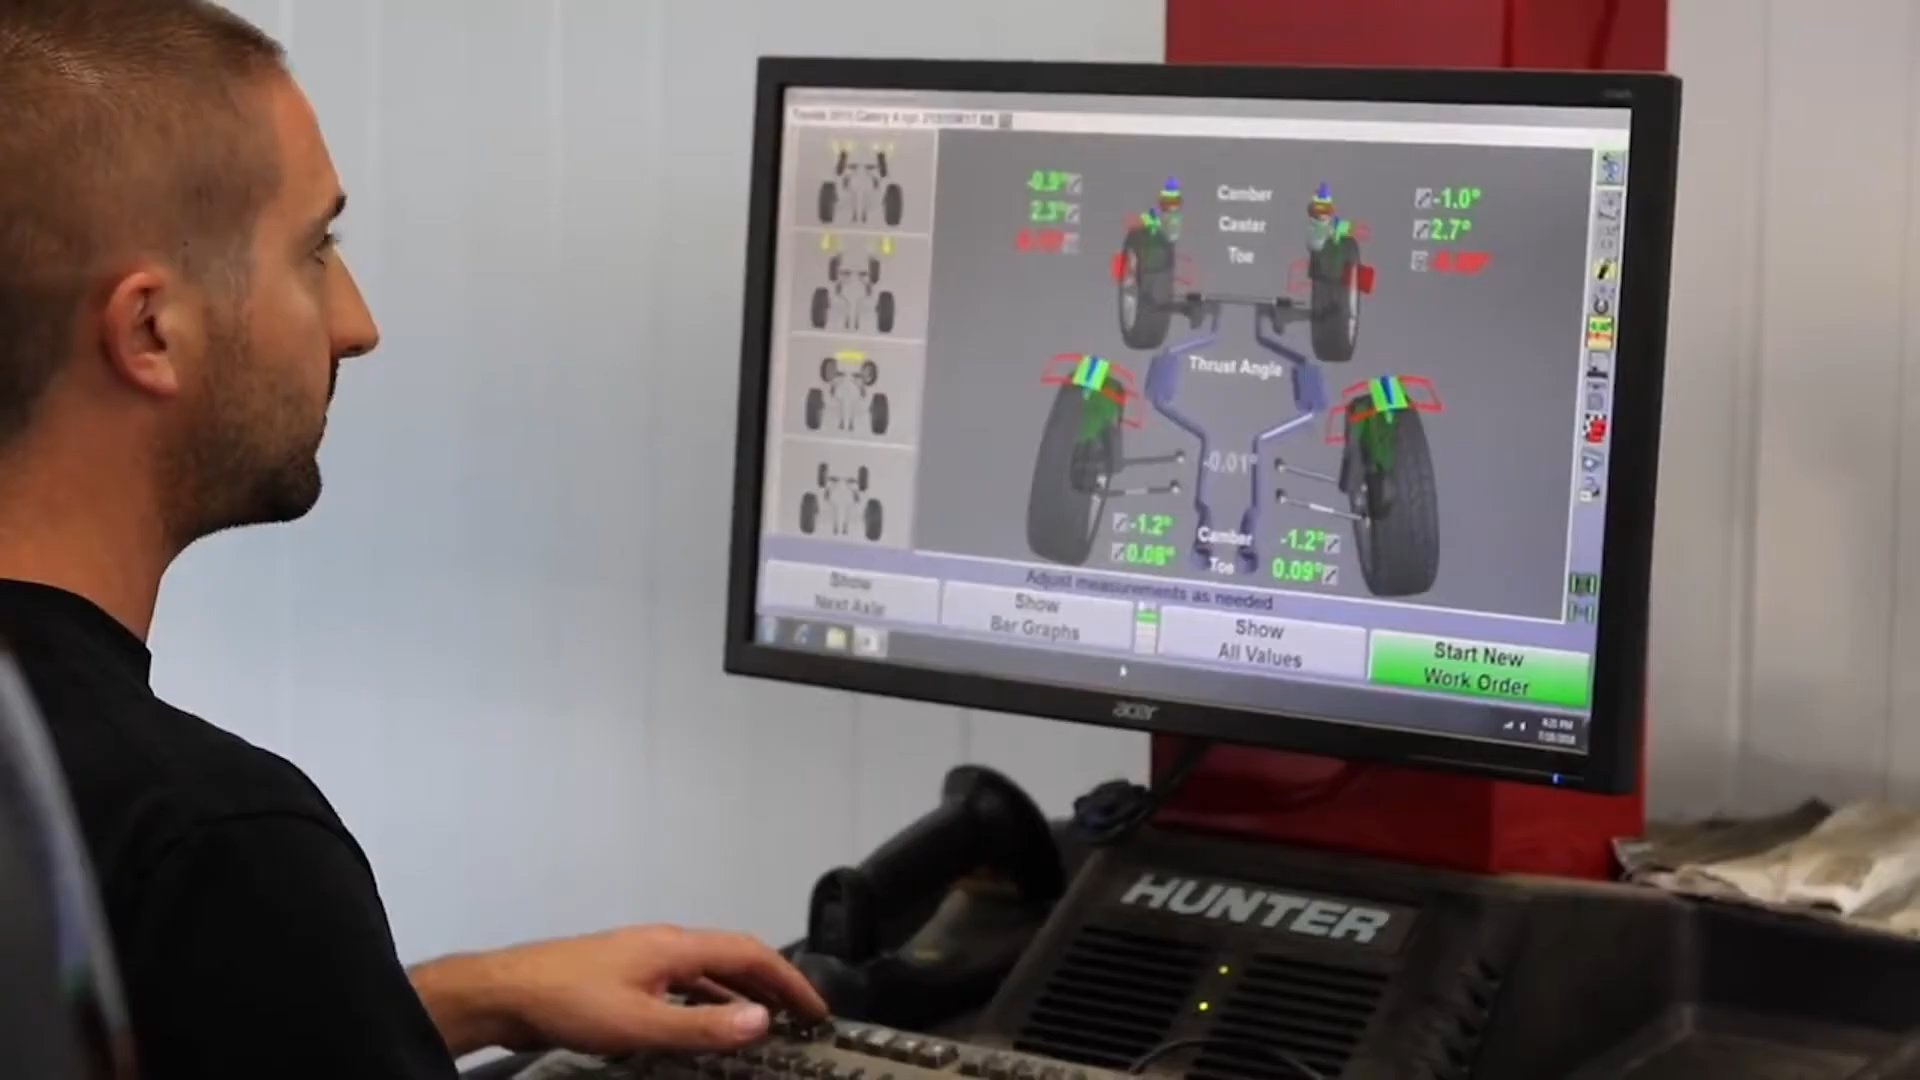 -0.9° Camber -1.0°
2.3° Caster 2.7°
Toe
Thrust Angle
-0.01°
-1.2° Camber -1.2°
0.08° Toe 0.09°
Adjust measurements as needed
Show
Next Axle
Show
Bar Graphs
Show
All Values
Start New
Work Order
acer
HUNTER